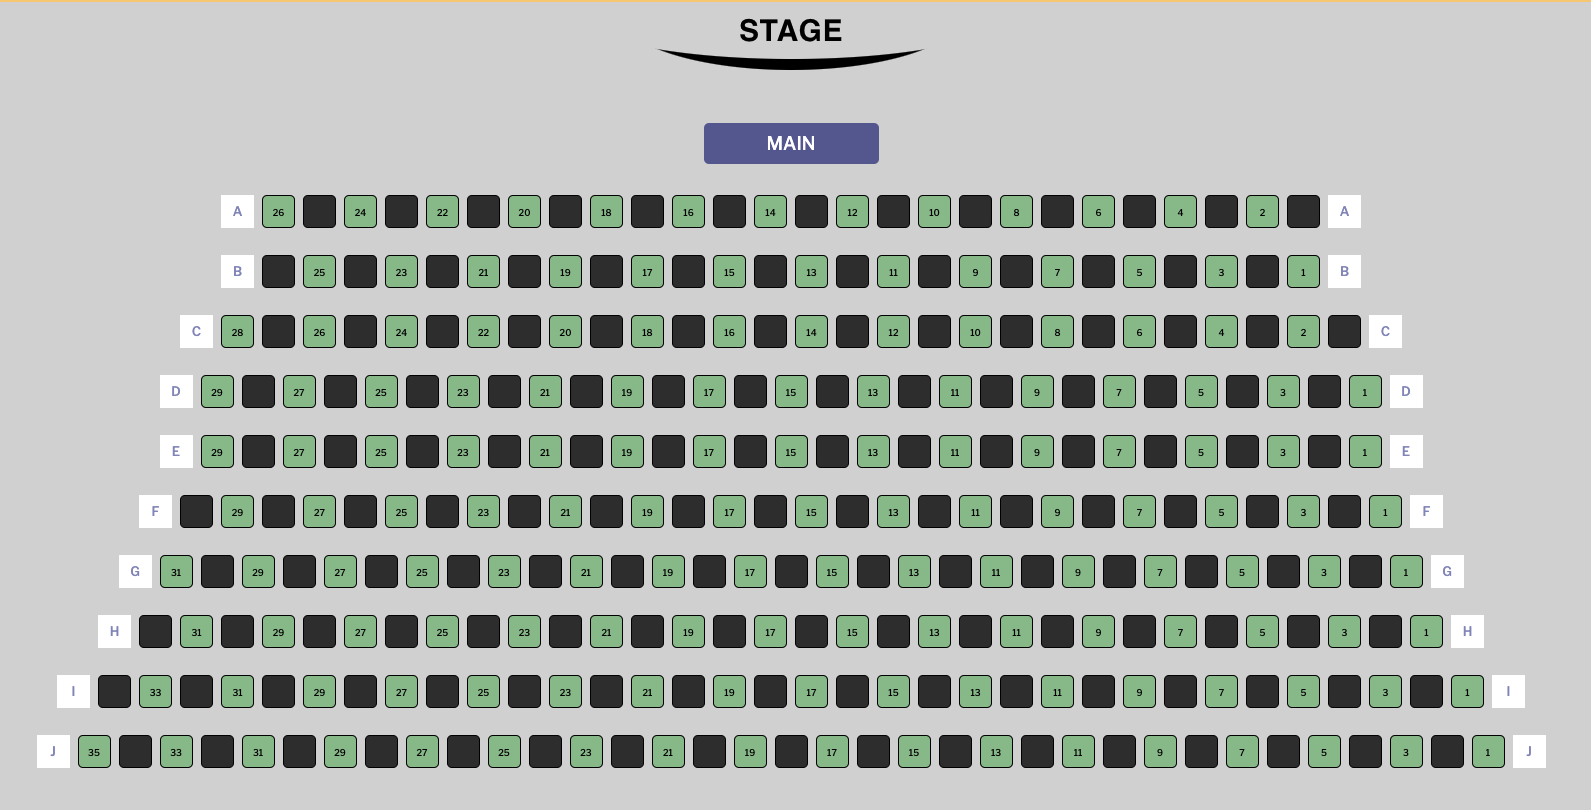 STAGE
MAIN
A 26 24 22 20 18 16 14 12 10 8 6 4 2 A
B 25 23 21 19 17 15 13 11 9 7 5 3 1 B
C 28 26 24 22 20 18 16 14 12 10 8 6 4 2 C
D 29 27 25 23 21 19 17 15 13 11 9 7 5 3 1 D
E 29 27 25 23 21 19 17 15 13 11 9 7 5 3 1 E
F 29 27 25 23 21 19 17 15 13 11 9 7 5 3 1 F
G 31 29 27 25 23 21 19 17 15 13 11 9 7 5 3 1 G
H 31 29 27 25 23 21 19 17 15 13 11 9 7 5 3 1 H
I 33 31 29 27 25 23 21 19 17 15 13 11 9 7 5 3 1 I
J 35 33 31 29 27 25 23 21 19 17 15 13 11 9 7 5 3 1 J